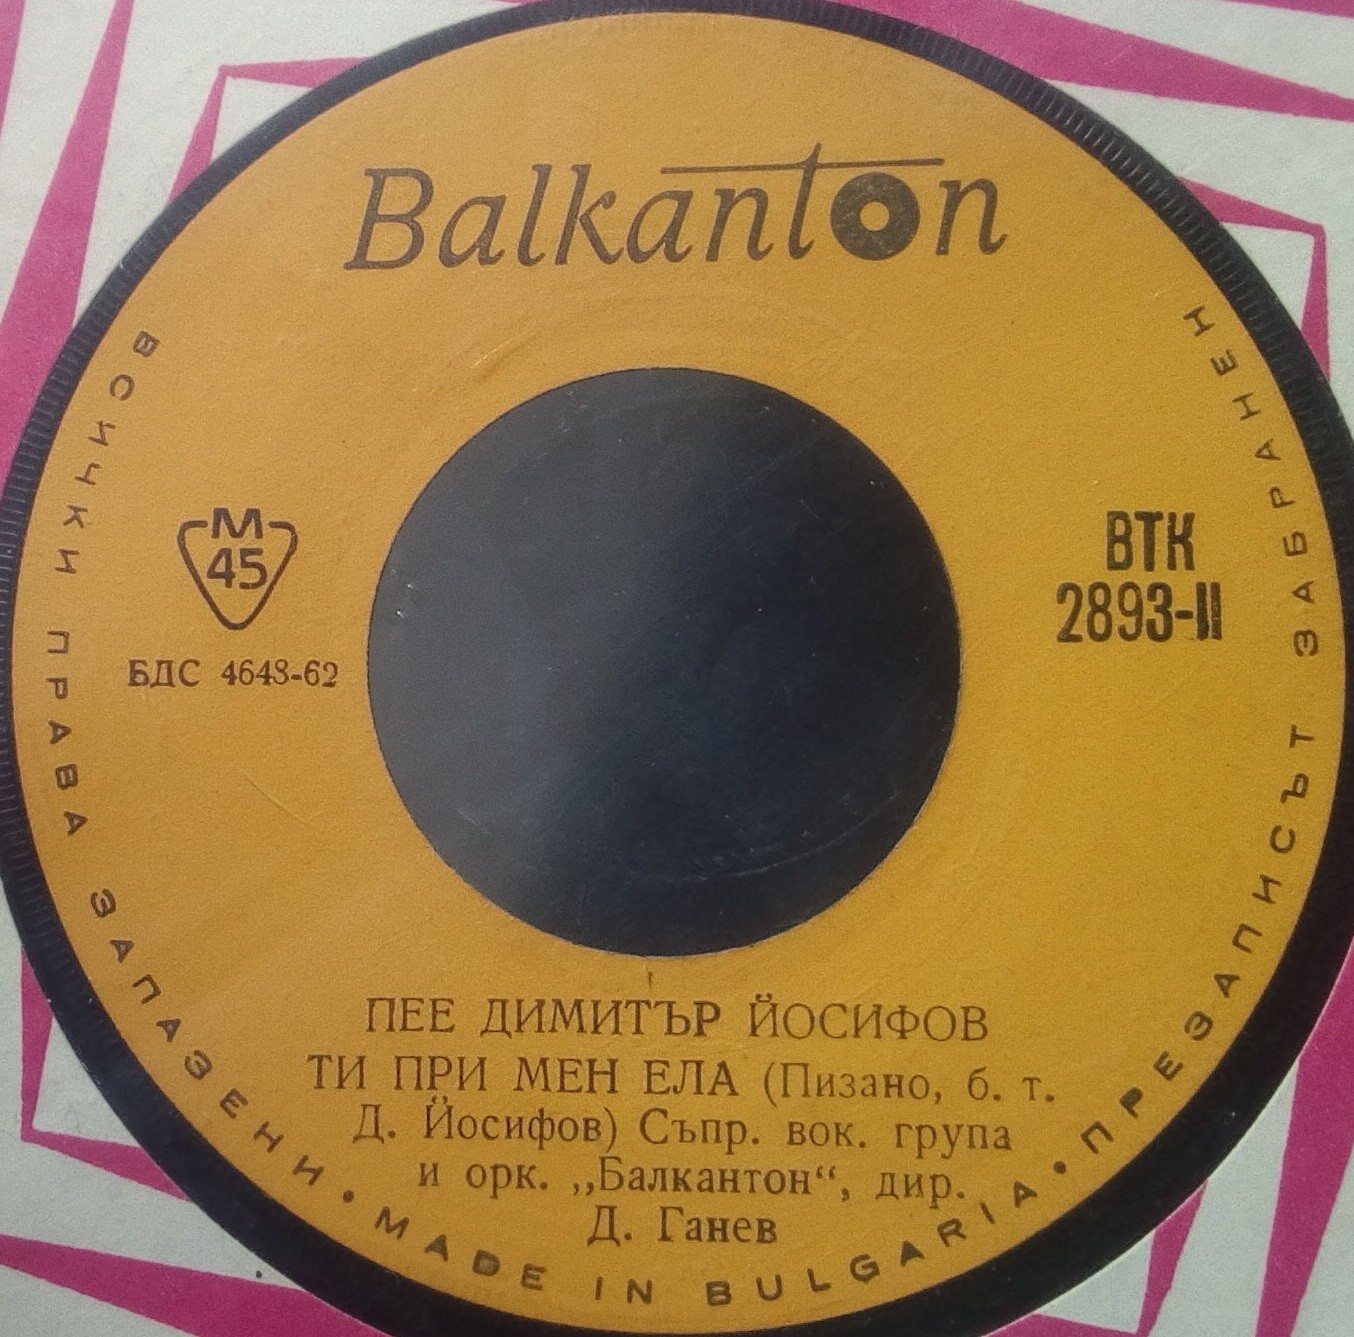 Balkanton
М
45
БДС 4648-62
ВТК
2893-II
ПЕЕ ДИМИТЪР ЙОСИФОВ
ТИ ПРИ МЕН ЕЛА (Пизано, б. т.
Д. Йосифов) Съпр. вок. група
и орк. „Балкантон“, дир.
Д. Ганев
ВСИЧКИ ПРАВА ЗАПАЗЕНИ • MADE IN BULGARIA • ПРЕЗАПИСЪТ ЗАБРАНЕН